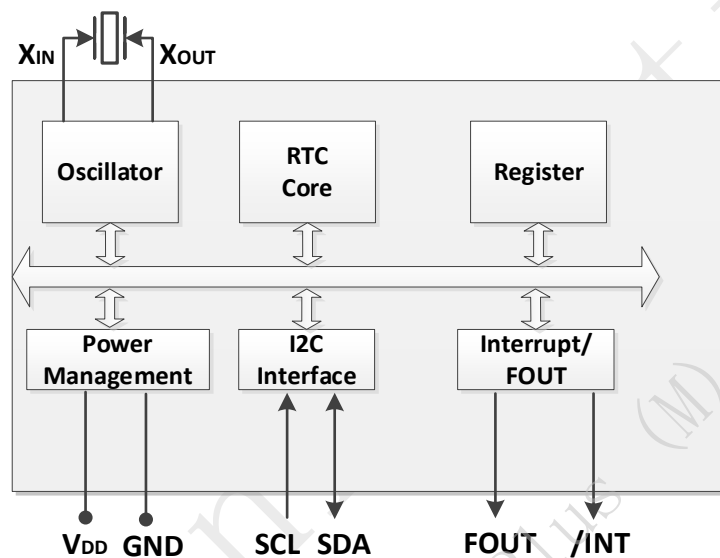 XIN XOUT
Oscillator
RTC
Core
Register
Power
Management
I2C
Interface
Interrupt/
FOUT
VDD GND SCL SDA FOUT /INT
(M)